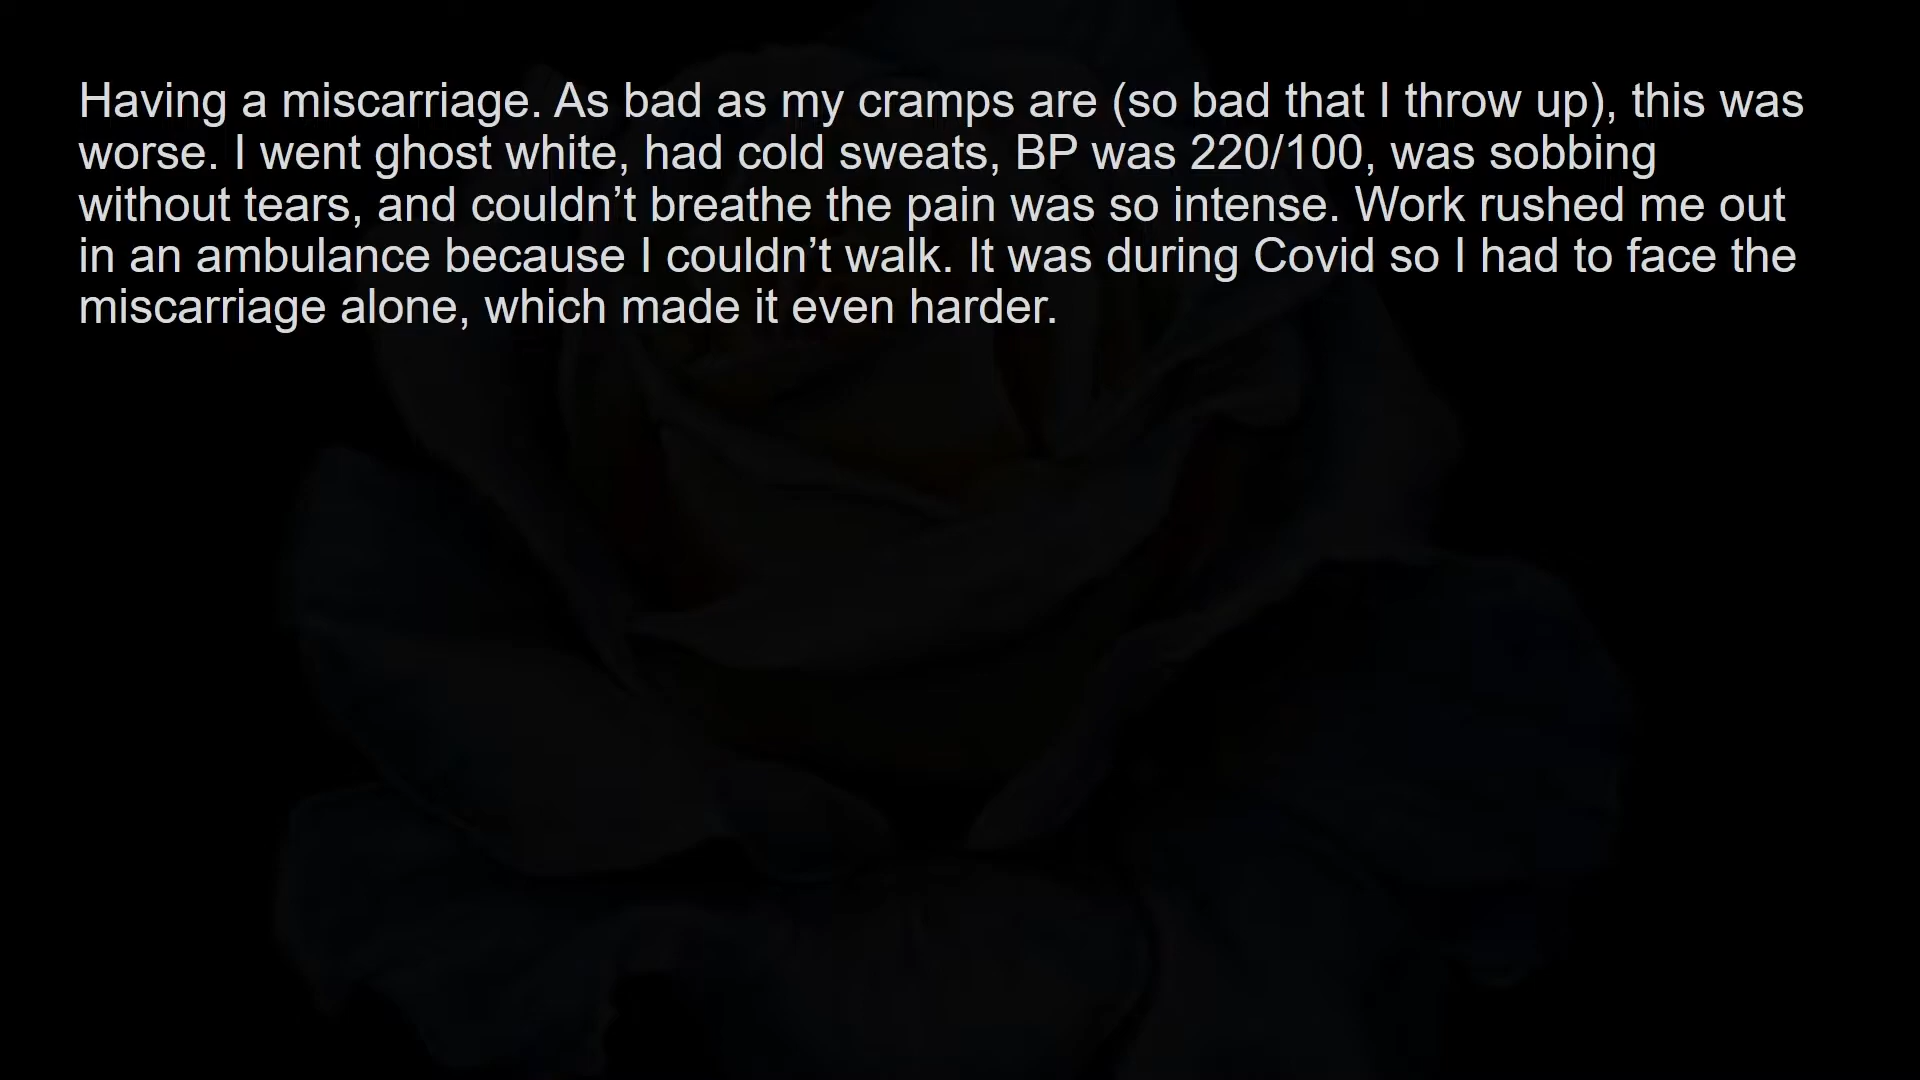 Having a miscarriage. As bad as my cramps are (so bad that I throw up), this was
worse. I went ghost white, had cold sweats, BP was 220/100, was sobbing
without tears, and couldn’t breathe the pain was so intense. Work rushed me out
in an ambulance because I couldn’t walk. It was during Covid so I had to face the
miscarriage alone, which made it even harder.